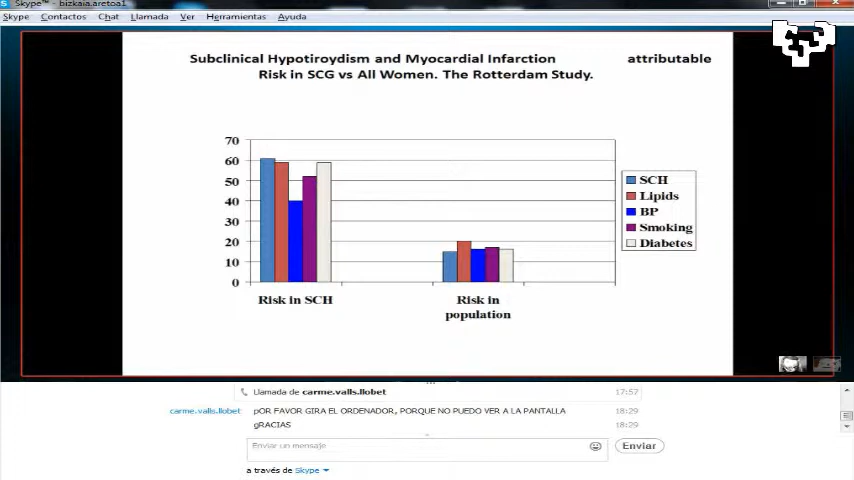 Skype™ - bizkaia.aretoa1
Skype Contactos Chat Llamada Ver Herramientas Ayuda
Subclinical Hypotiroydism and Myocardial Infarction attributable
Risk in SCG vs All Women. The Rotterdam Study.
70
60
50
40
30
20
10
0
Risk in SCH
Risk in
population
SCH
Lipids
BP
Smoking
Diabetes
Llamada de carme.valls.llobet 17:57
carme.valls.llobet pOR FAVOR GIRA EL ORDENADOR, PORQUE NO PUEDO VER A LA PANTALLA 18:29
gRACIAS 18:29
Enviar un mensaje
Enviar
a través de Skype